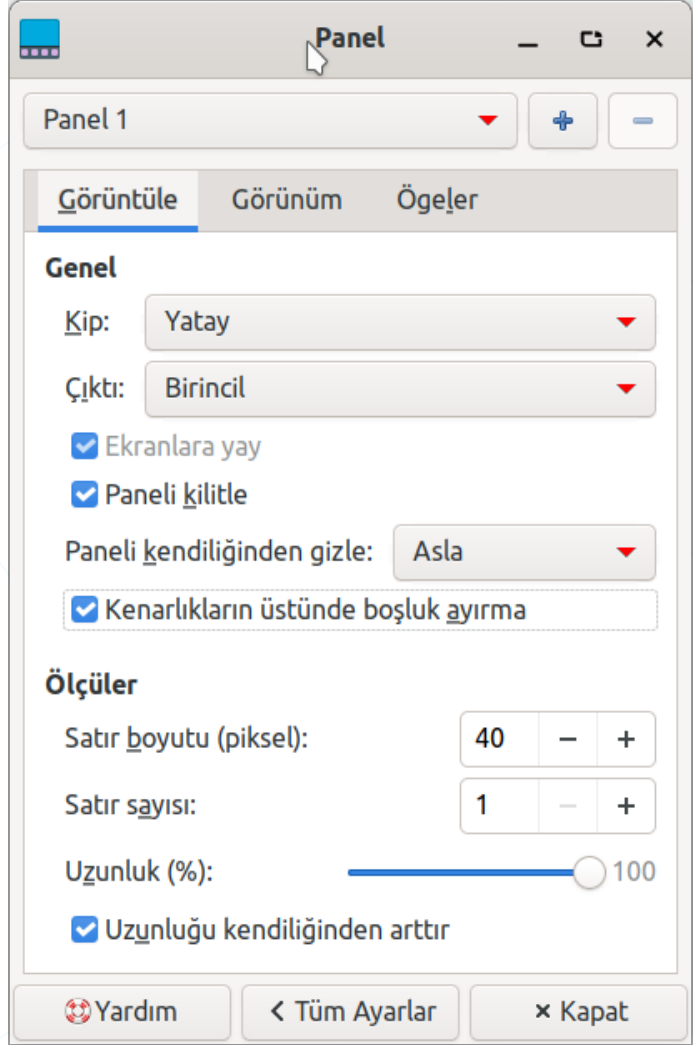 Panel
Panel 1
Görüntüle Görünüm Ögeler
Genel
Kip: Yatay
Çıktı: Birincil
Ekranlara yay
Paneli kilitle
Paneli kendiliğinden gizle: Asla
Kenarlıkların üstünde boşluk ayırma
Ölçüler
Satır boyutu (piksel): 40 − +
Satır sayısı: 1 − +
Uzunluk (%): 100
Uzunluğu kendiliğinden arttır
Yardım < Tüm Ayarlar × Kapat